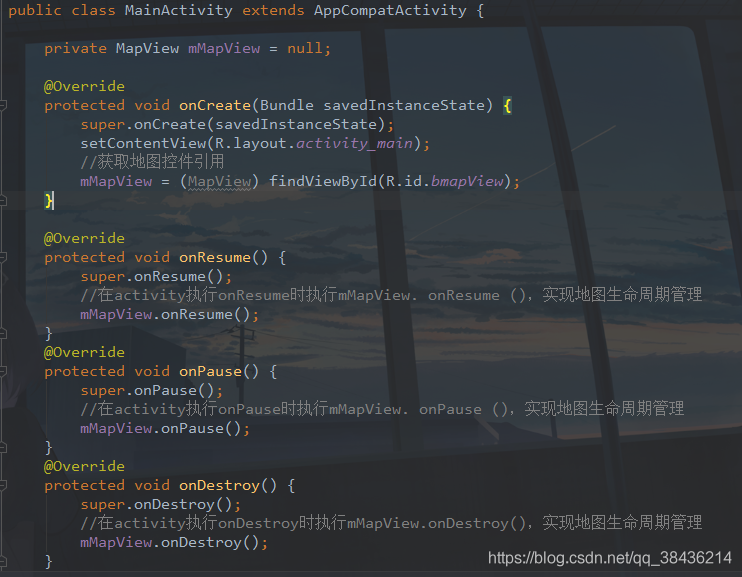 public class MainActivity extends AppCompatActivity {
private MapView mMapView = null;
@Override
protected void onCreate(Bundle savedInstanceState) {
super.onCreate(savedInstanceState);
setContentView(R.layout.activity_main);
//获取地图控件引用
mMapView = (MapView) findViewById(R.id.bmapView);
}
@Override
protected void onResume() {
super.onResume();
//在activity执行onResume时执行mMapView. onResume ()，实现地图生命周期管理
mMapView.onResume();
}
@Override
protected void onPause() {
super.onPause();
//在activity执行onPause时执行mMapView. onPause ()，实现地图生命周期管理
mMapView.onPause();
}
@Override
protected void onDestroy() {
super.onDestroy();
//在activity执行onDestroy时执行mMapView.onDestroy()，实现地图生命周期管理
mMapView.onDestroy();
}
https://blog.csdn.net/qq_38436214